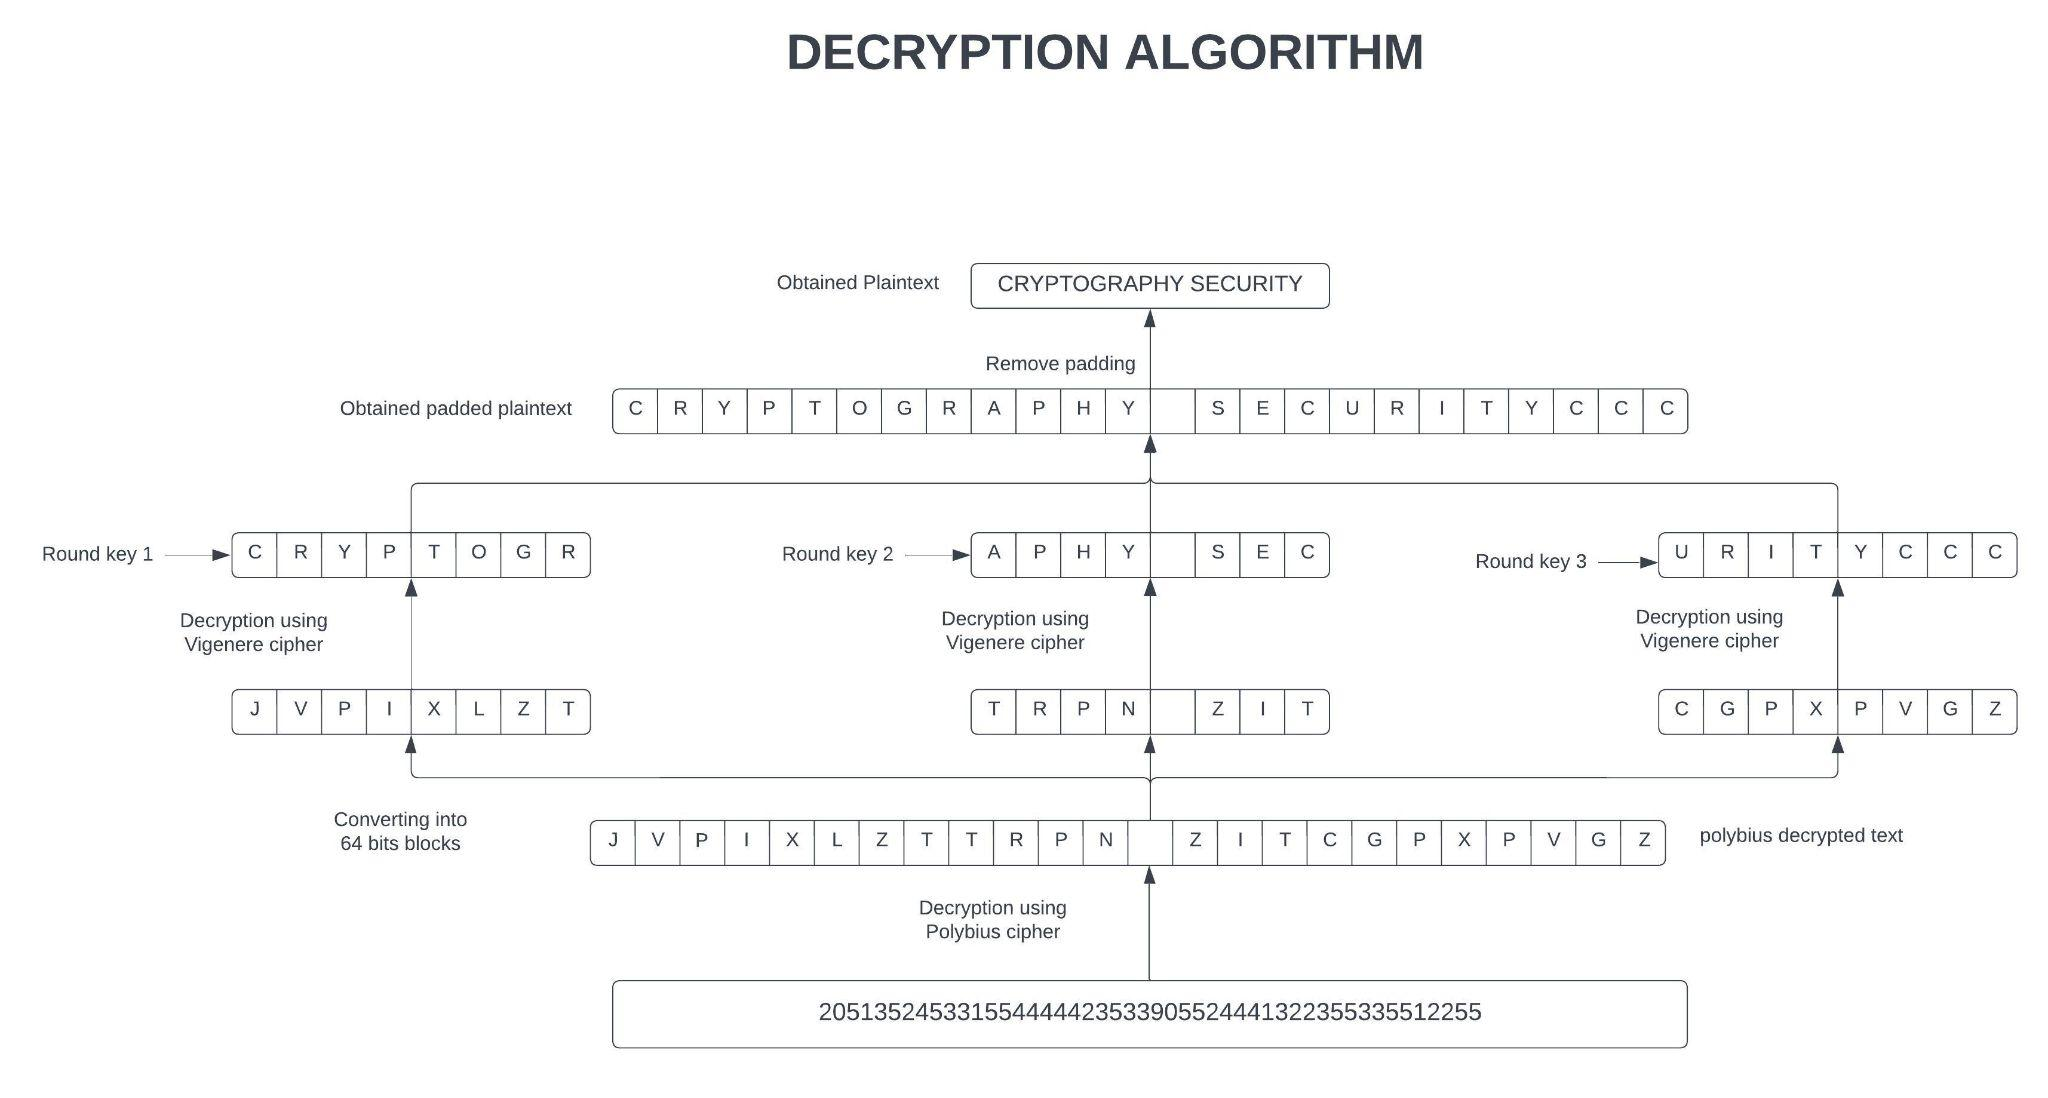 DECRYPTION ALGORITHM
Obtained Plaintext
CRYPTOGRAPHY SECURITY
Remove padding
Obtained padded plaintext
C R Y P T O G R A P H Y S E C U R I T Y C C C
Round key 1
C R Y P T O G R
Round key 2
A P H Y S E C
Round key 3
U R I T Y C C C
Decryption using
Vigenere cipher
Decryption using
Vigenere cipher
Decryption using
Vigenere cipher
J V P I X L Z T
T R P N Z I T
C G P X P V G Z
Converting into
64 bits blocks
J V P I X L Z T T R P N Z I T C G P X P V G Z
polybius decrypted text
Decryption using
Polybius cipher
20513524533155444442353390552444132235533551​2255